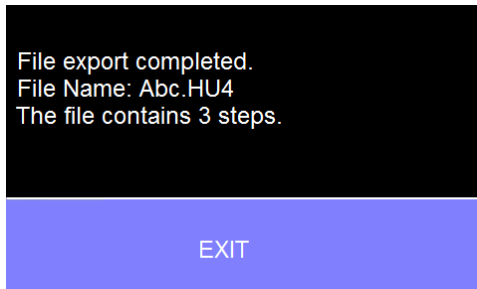 File export completed.
File Name: Abc.HU4
The file contains 3 steps.
EXIT